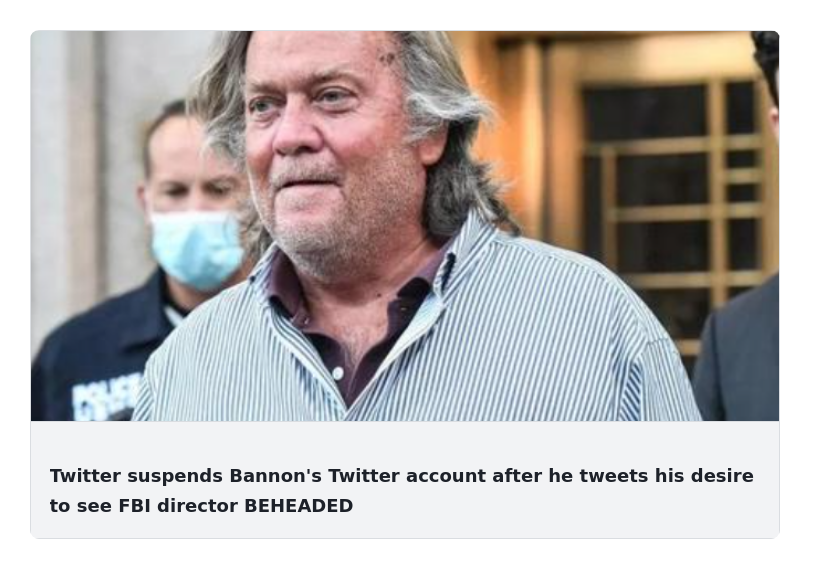 POLICE
Twitter suspends Bannon's Twitter account after he tweets his desire
to see FBI director BEHEADED